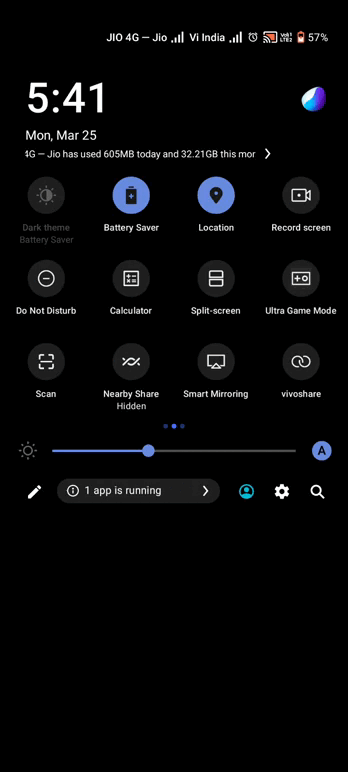 JIO 4G — Jio Vi India Vo1 LTE2 57%
5:41
Mon, Mar 25
4G — Jio has used 605MB today and 32.21GB this mor
Dark theme Battery Saver Location Record screen
Battery Saver
Do Not Disturb Calculator Split-screen Ultra Game Mode
Scan Nearby Share Smart Mirroring vivoshare
Hidden
A
1 app is running